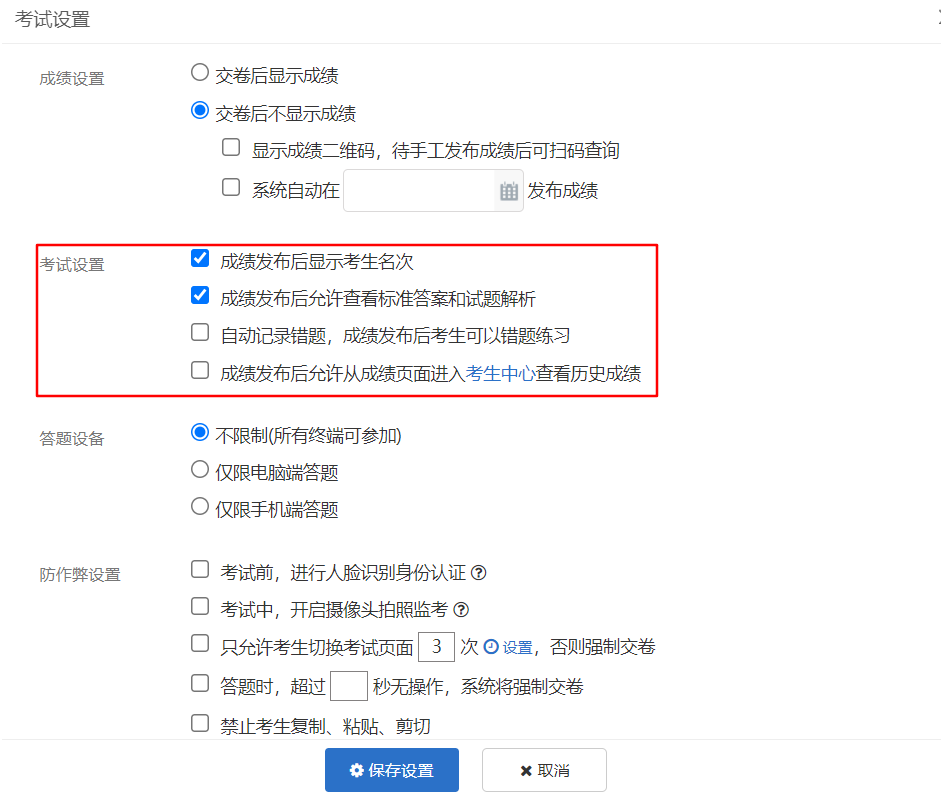 考试设置
成绩设置
交卷后显示成绩
交卷后不显示成绩
显示成绩二维码，待手工发布成绩后可扫码查询
系统自动在 发布成绩
考试设置
成绩发布后显示考生名次
成绩发布后允许查看标准答案和试题解析
自动记录错题，成绩发布后考生可以错题练习
成绩发布后允许从成绩页面进入考生中心查看历史成绩
答题设备
不限制(所有终端可参加)
仅限电脑端答题
仅限手机端答题
防作弊设置
考试前，进行人脸识别身份认证
考试中，开启摄像头拍照监考
只允许考生切换考试页面 3 次 设置，否则强制交卷
答题时，超过 秒无操作，系统将强制交卷
禁止考生复制、粘贴、剪切
保存设置
取消